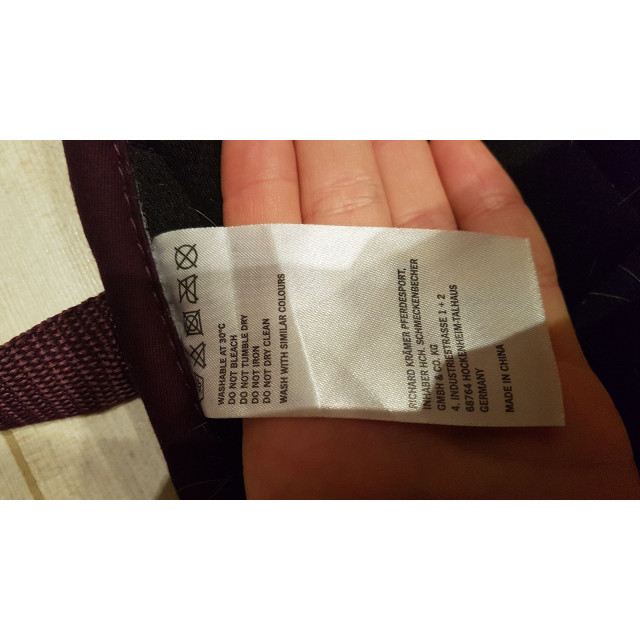 WASHABLE AT 30°C
DO NOT BLEACH
DO NOT TUMBLE DRY
DO NOT IRON
DO NOT DRY CLEAN
WASH WITH SIMILAR COLOURS
RICHARD KRÄMER PFERDESPORT,
INHABER HCH. SCHMECKENBECHER
GMBH & CO. KG
4. INDUSTRIESTRASSE 1 + 2
68764 HOCKENHEIM-TALHAUS
GERMANY
MADE IN CHINA